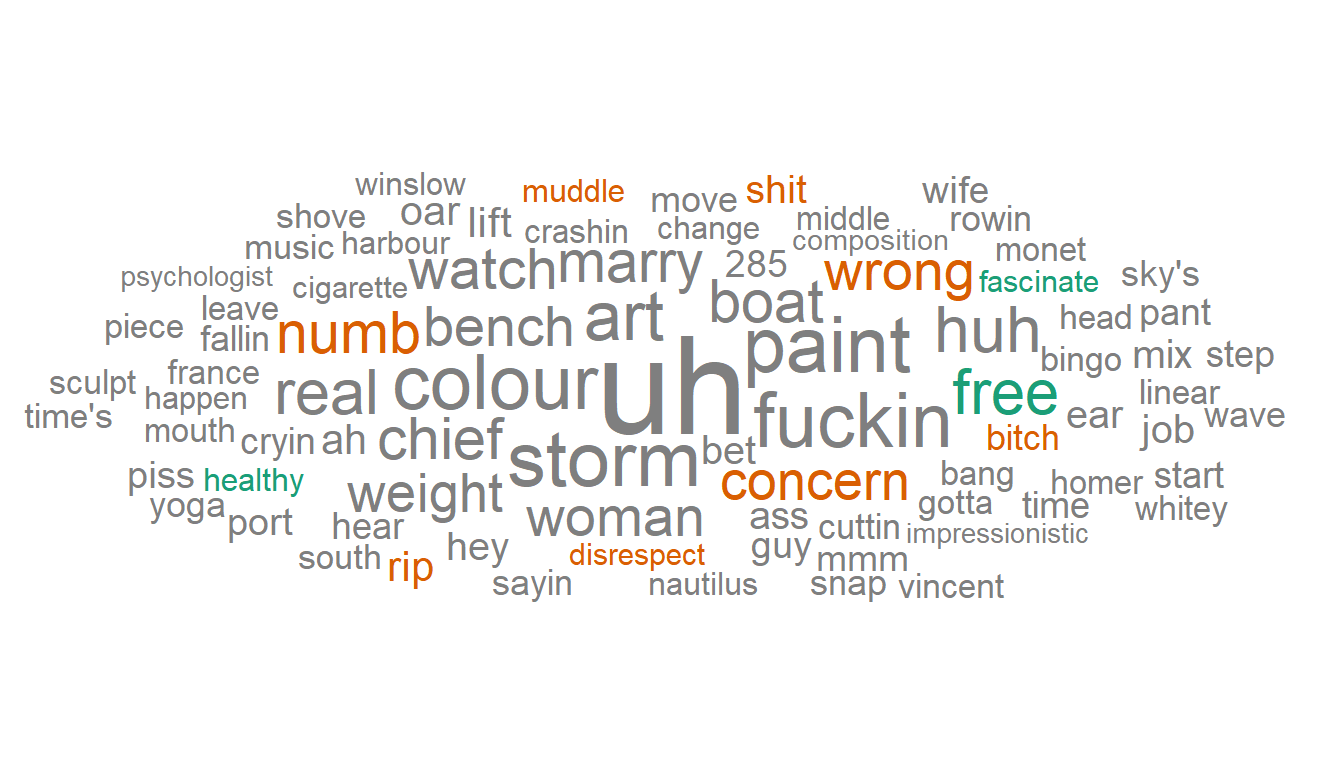 winslow muddle move shit wife
shove oar lift crashin change middle rowin
music harbour watch marry 285 composition monet
psychologist cigarette wrong fascinate sky's
leave numb bench art boat head pant
piece fallin paint huh bingo mix step
sculpt france real colour uh free linear
time's happen fuckin ear wave
mouth cryin ah chief storm bet bitch job
piss healthy weight concern bang homer start
yoga port woman ass gotta time whitey
hear hey cuttin impressionistic
south rip disrespect guy mmm
sayin nautilus snap vincent